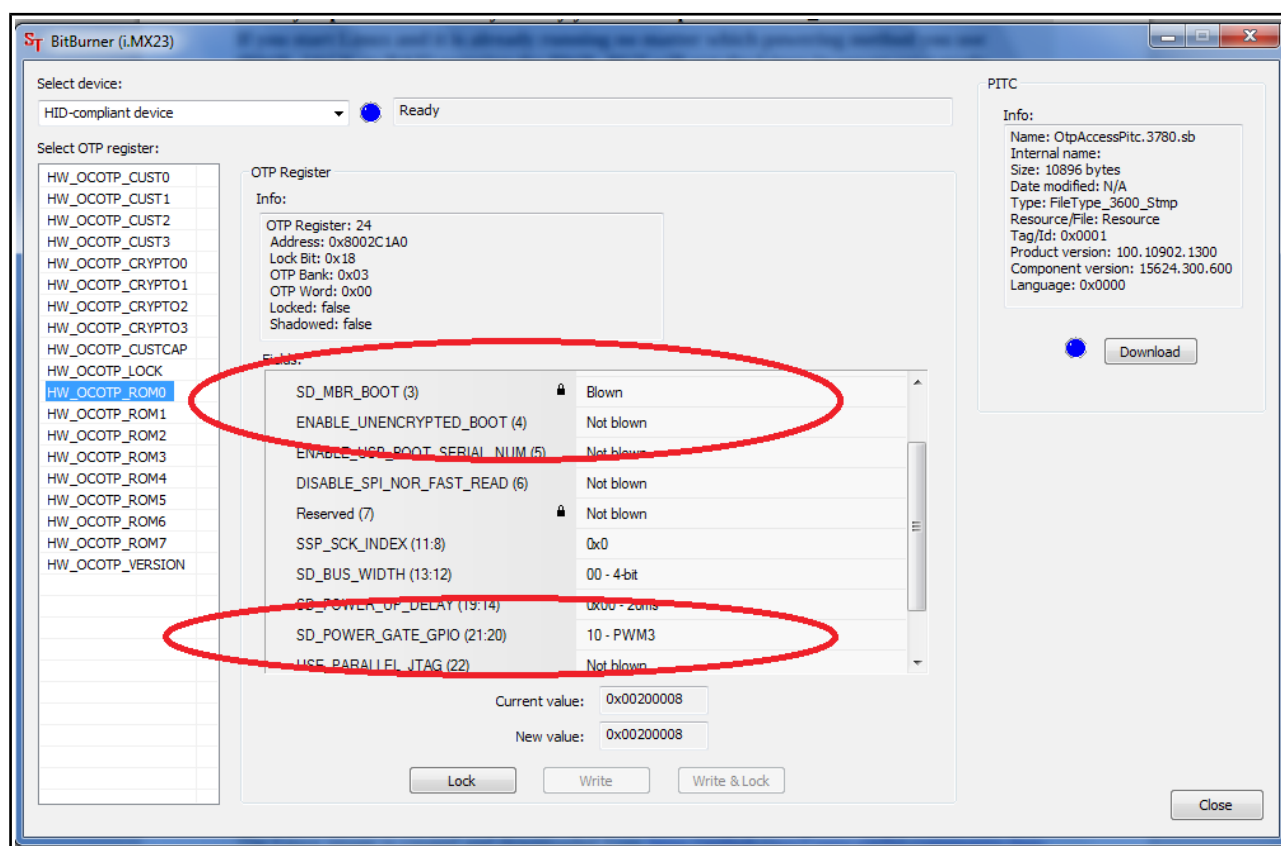 ST BitBurner (i.MX23)
Select device:
HID-compliant device
Ready
Select OTP register:
HW_OCOTP_CUST0
HW_OCOTP_CUST1
HW_OCOTP_CUST2
HW_OCOTP_CUST3
HW_OCOTP_CRYPTO0
HW_OCOTP_CRYPTO1
HW_OCOTP_CRYPTO2
HW_OCOTP_CRYPTO3
HW_OCOTP_CUSTCAP
HW_OCOTP_LOCK
HW_OCOTP_ROM0
HW_OCOTP_ROM1
HW_OCOTP_ROM2
HW_OCOTP_ROM3
HW_OCOTP_ROM4
HW_OCOTP_ROM5
HW_OCOTP_ROM6
HW_OCOTP_ROM7
HW_OCOTP_VERSION
OTP Register
Info:
OTP Register: 24
Address: 0x8002C1A0
Lock Bit: 0x18
OTP Bank: 0x03
OTP Word: 0x00
Locked: false
Shadowed: false
Fields:
SD_MBR_BOOT (3) Blown
ENABLE_UNENCRYPTED_BOOT (4) Not blown
ENABLE_USB_BOOT_SERIAL_NUM (5) Not blown
DISABLE_SPI_NOR_FAST_READ (6) Not blown
Reserved (7) Not blown
SSP_SCK_INDEX (11:8) 0x0
SD_BUS_WIDTH (13:12) 00 - 4-bit
SD_POWER_UP_DELAY (19:14) 0x00 - 20ms
SD_POWER_GATE_GPIO (21:20) 10 - PWM3
USE_PARALLEL_JTAG (22) Not blown
Current value: 0x00200008
New value: 0x00200008
Lock
Write
Write & Lock
PITC
Info:
Name: OtpAccessPitc.3780.sb
Internal name:
Size: 10896 bytes
Date modified: N/A
Type: FileType_3600_Stmp
Resource/File: Resource
Tag/Id: 0x0001
Product version: 100.10902.1300
Component version: 15624.300.600
Language: 0x0000
Download
Close